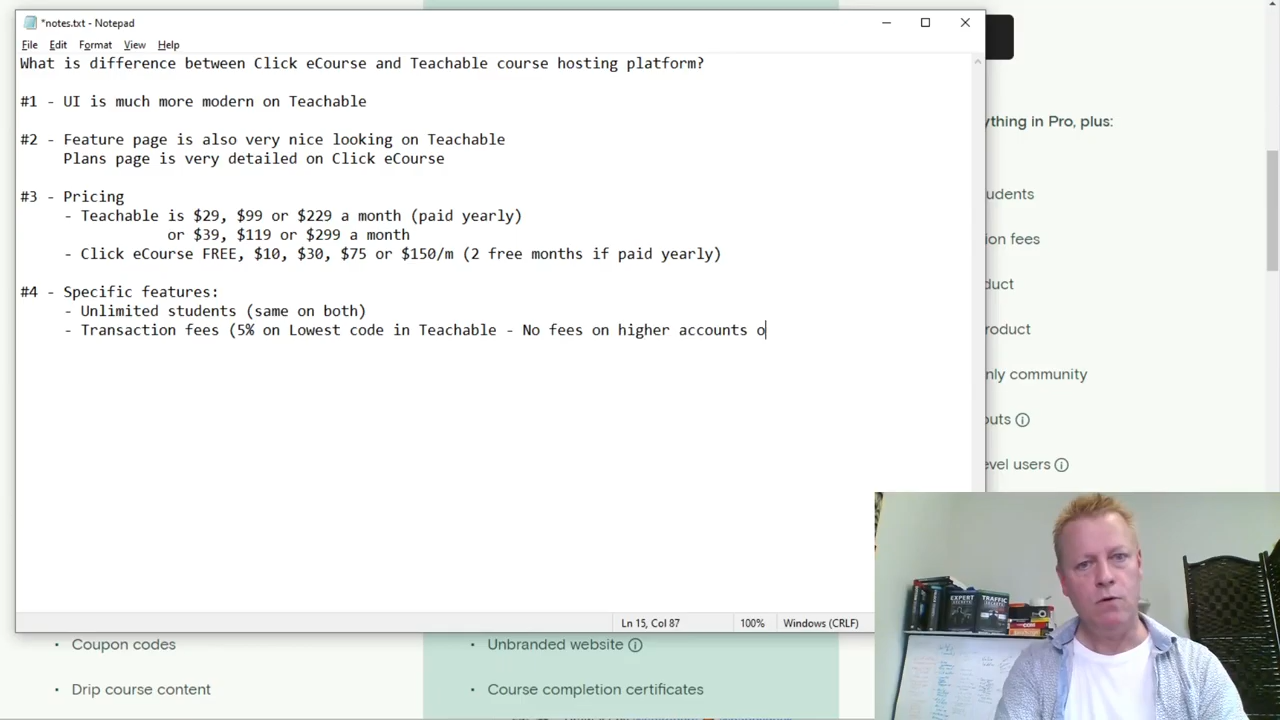 *notes.txt - Notepad
File Edit Format View Help
What is difference between Click eCourse and Teachable course hosting platform?
#1 - UI is much more modern on Teachable
#2 - Feature page is also very nice looking on Teachable
Plans page is very detailed on Click eCourse
#3 - Pricing
- Teachable is $29, $99 or $229 a month (paid yearly)
or $39, $119 or $299 a month
- Click eCourse FREE, $10, $30, $75 or $150/m (2 free months if paid yearly)
#4 - Specific features:
- Unlimited students (same on both)
- Transaction fees (5% on Lowest code in Teachable - No fees on higher accounts o
Ln 15, Col 87 100% Windows (CRLF)
ything in Pro, plus:
udents
ion fees
duct
roduct
nly community
outs
evel users
· Coupon codes
· Unbranded website
· Drip course content
· Course completion certificates
EXPERT SECRETS
TRAFFIC SECRETS